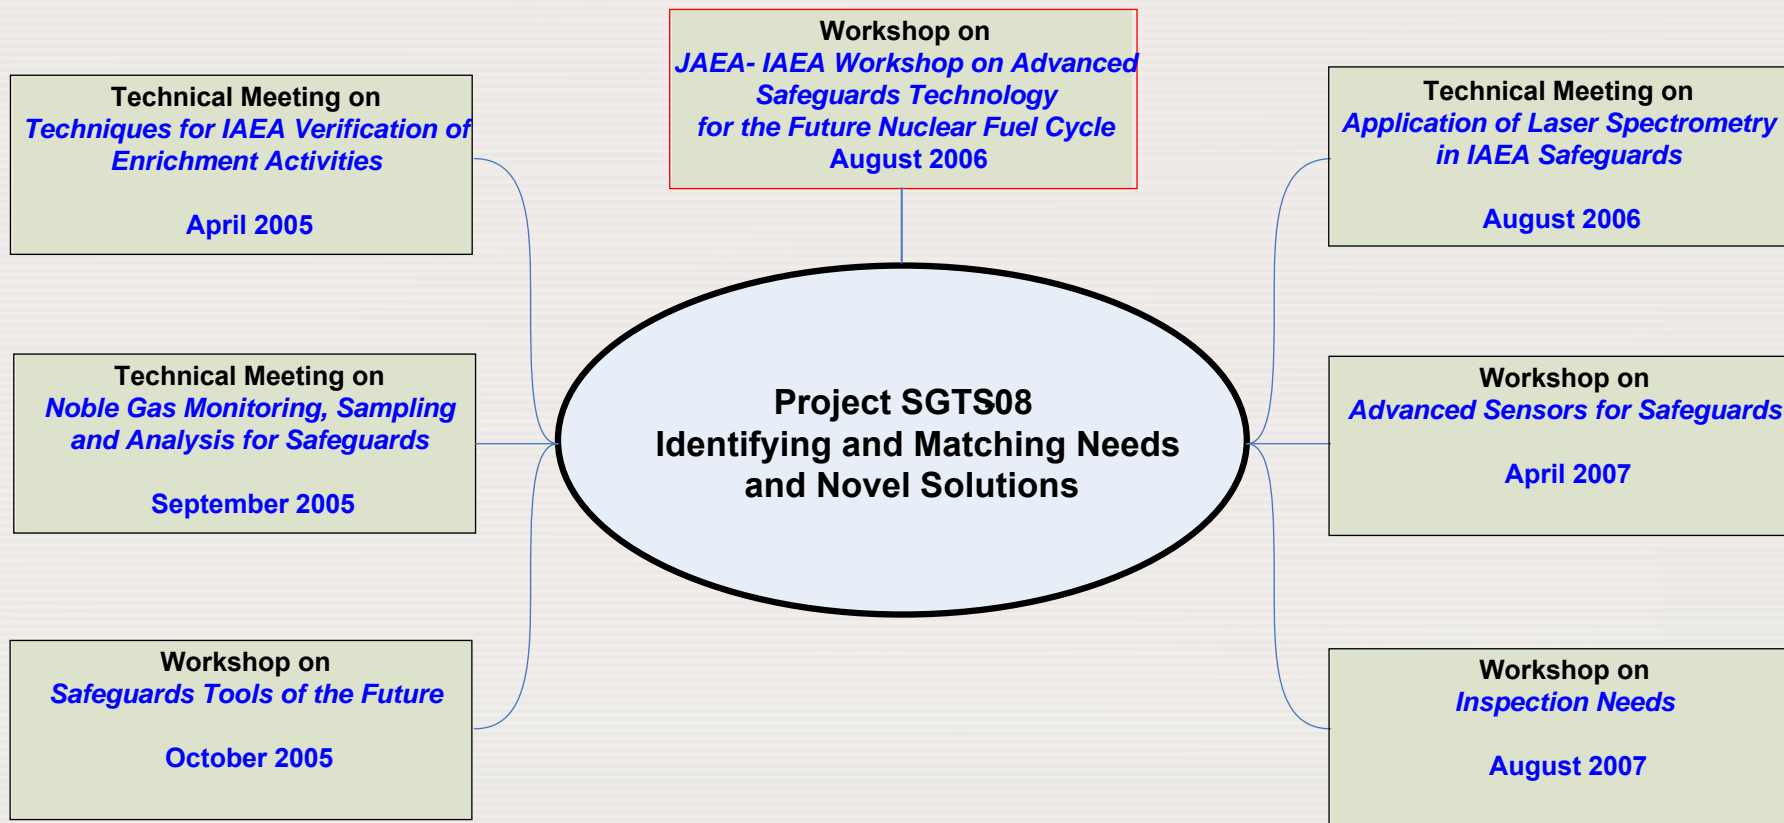 Workshop on
JAEA- IAEA Workshop on Advanced
Safeguards Technology
for the Future Nuclear Fuel Cycle
August 2006
Technical Meeting on
Techniques for IAEA Verification of
Enrichment Activities
April 2005
Technical Meeting on
Application of Laser Spectrometry
in IAEA Safeguards
August 2006
Technical Meeting on
Noble Gas Monitoring, Sampling
and Analysis for Safeguards
September 2005
Project SGTS-08
Identifying and Matching Needs
and Novel Solutions
Workshop on
Advanced Sensors for Safeguards
April 2007
Workshop on
Safeguards Tools of the Future
October 2005
Workshop on
Inspection Needs
August 2007